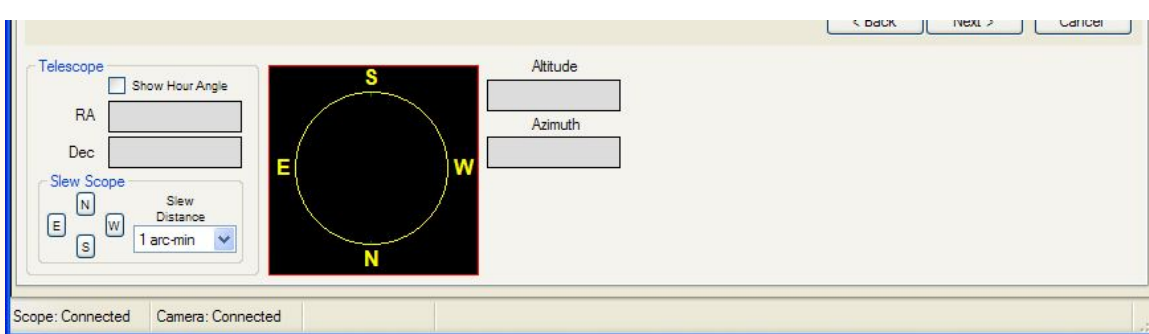 < Back
Next >
Cancel
Telescope
Show Hour Angle
RA
Dec
Slew Scope
N
E
W
S
Slew
Distance
1 arc-min
S
E
W
N
Altitude
Azimuth
Scope: Connected
Camera: Connected